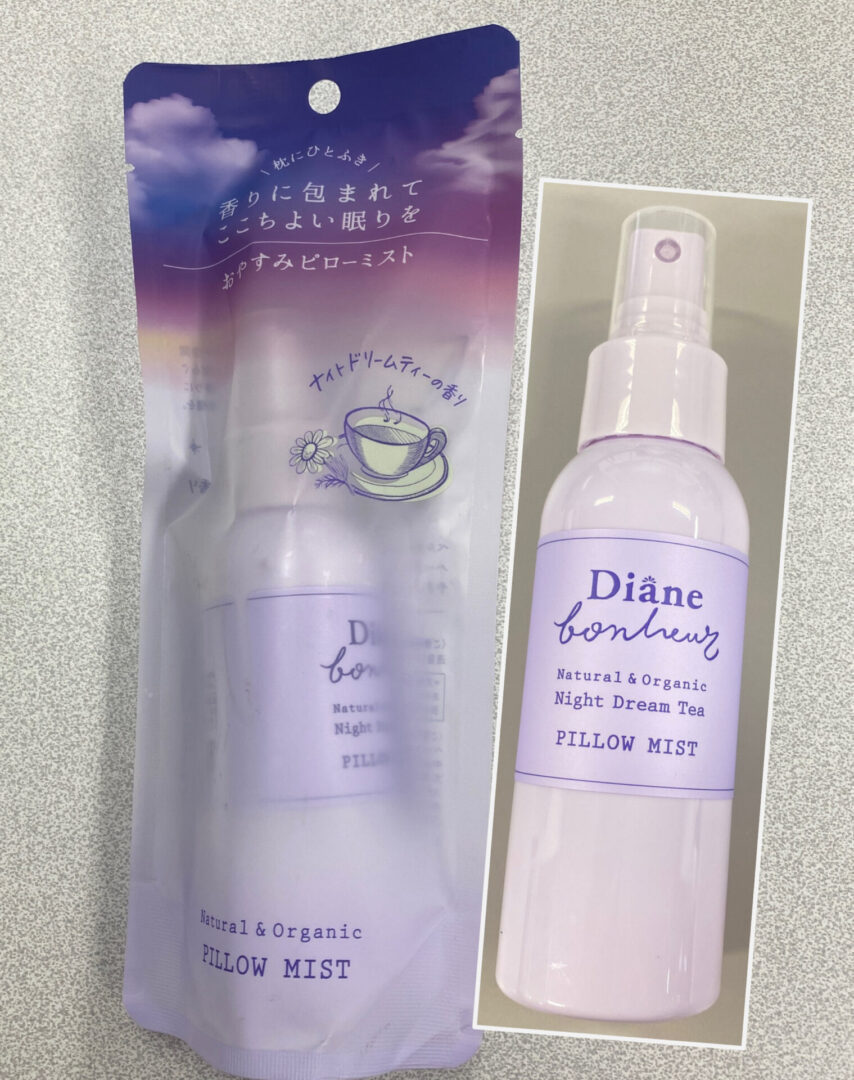 \枕にひとふき/
香りに包まれて
ここちよい眠りを
おやすみピローミスト
ナイトドリームティーの香り
Natural & Organic
PILLOW MIST
Diane
bonheur
Natural & Organic
Night Dream Tea
PILLOW MIST